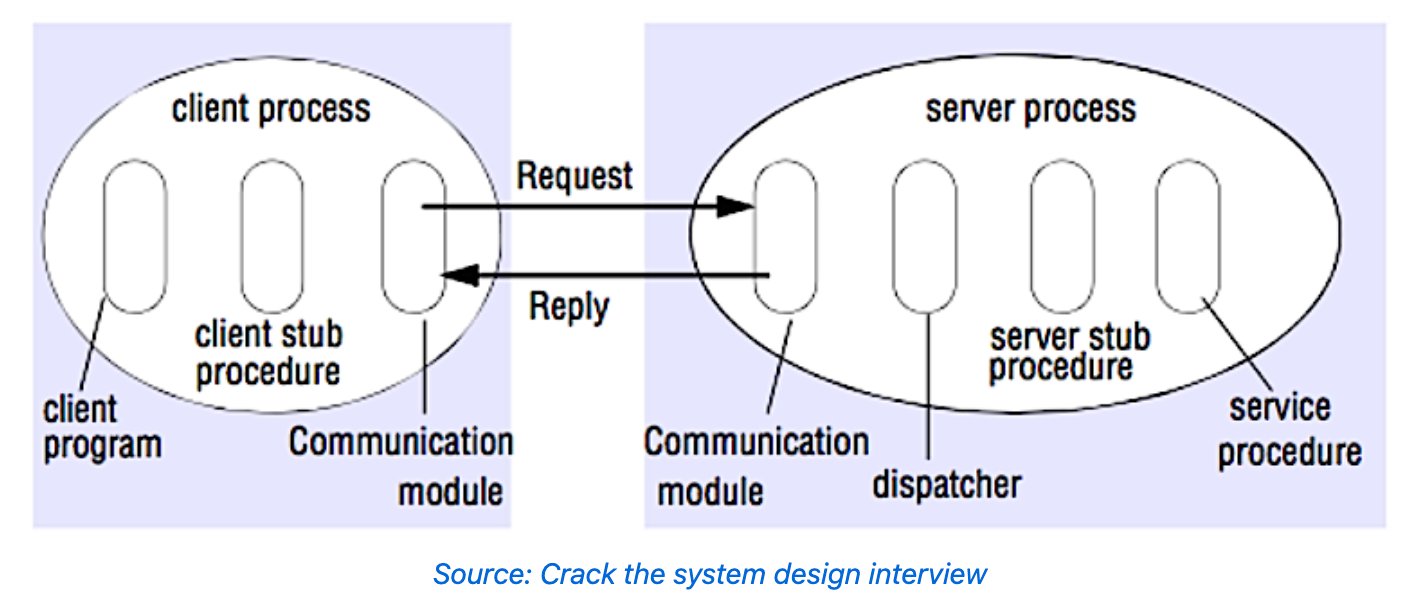 client process
server process
Request
Reply
client stub
procedure
server stub
procedure
client
program
Communication
module
Communication
module
dispatcher
service
procedure
Source: Crack the system design interview